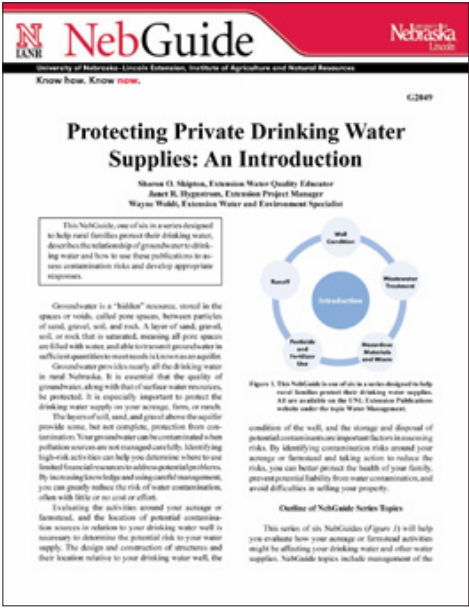 N
IANR
NebGuide
UNIVERSITY OF
Nebraska
Lincoln
University of Nebraska–Lincoln Extension, Institute of Agriculture and Natural Resources
Know how. Know now.
G2049
Protecting Private Drinking Water
Supplies: An Introduction
Sharon O. Skipton, Extension Water Quality Educator
Janet R. Hygnstrom, Extension Project Manager
Wayne Woldt, Extension Water and Environment Specialist
This NebGuide, one of six in a series designed
to help rural families protect their drinking water,
describes the relationship of groundwater to drink-
ing water and how to use these publications to as-
sess contamination risks and develop appropriate
responses.
Groundwater is a “hidden” resource, stored in the
spaces or voids, called pore spaces, between particles
of sand, gravel, soil, and rock. A layer of sand, gravel,
soil, or rock that is saturated, meaning all pore spaces
are filled with water, and able to transmit groundwater in
sufficient quantities to meet needs is known as an aquifer.
Groundwater provides nearly all the drinking water
in rural Nebraska. It is essential that the quality of
groundwater, along with that of surface water resources,
be protected. It is especially important to protect the
drinking water supply on your acreage, farm, or ranch.
The layers of soil, sand, and gravel above the aquifer
provide some, but not complete, protection from con-
tamination. Your groundwater can be contaminated when
pollution sources are not managed carefully. Identifying
high-risk activities can help you determine where to use
limited financial resources to address potential problems.
By increasing knowledge and using careful management,
you can greatly reduce the risk of water contamination,
often with little or no cost or effort.
Evaluating the activities around your acreage or
farmstead, and the location of potential contamina-
tion sources in relation to your drinking water well is
necessary to determine the potential risk to your water
supply. The design and construction of structures and
their location relative to your drinking water well, the
Well
Condition
Wastewater
Treatment
Hazardous
Materials
and Waste
Pesticide
and
Fertilizer
Use
Runoff
Introduction
Figure 1. This NebGuide is one of six in a series designed to help
rural families protect their drinking water supplies.
All are available on the UNL Extension Publications
website under the topic Water Management.
condition of the well, and the storage and disposal of
potential contaminants are important factors in assessing
risks. By identifying contamination risks around your
acreage or farmstead and taking action to reduce the
risks, you can better protect the health of your family,
prevent potential liability from water contamination, and
avoid difficulties in selling your property.
Outline of NebGuide Series Topics
This series of six NebGuides (Figure 1) will help
you evaluate how your acreage or farmstead activities
might be affecting your drinking water and other water
supplies. NebGuide topics include management of the